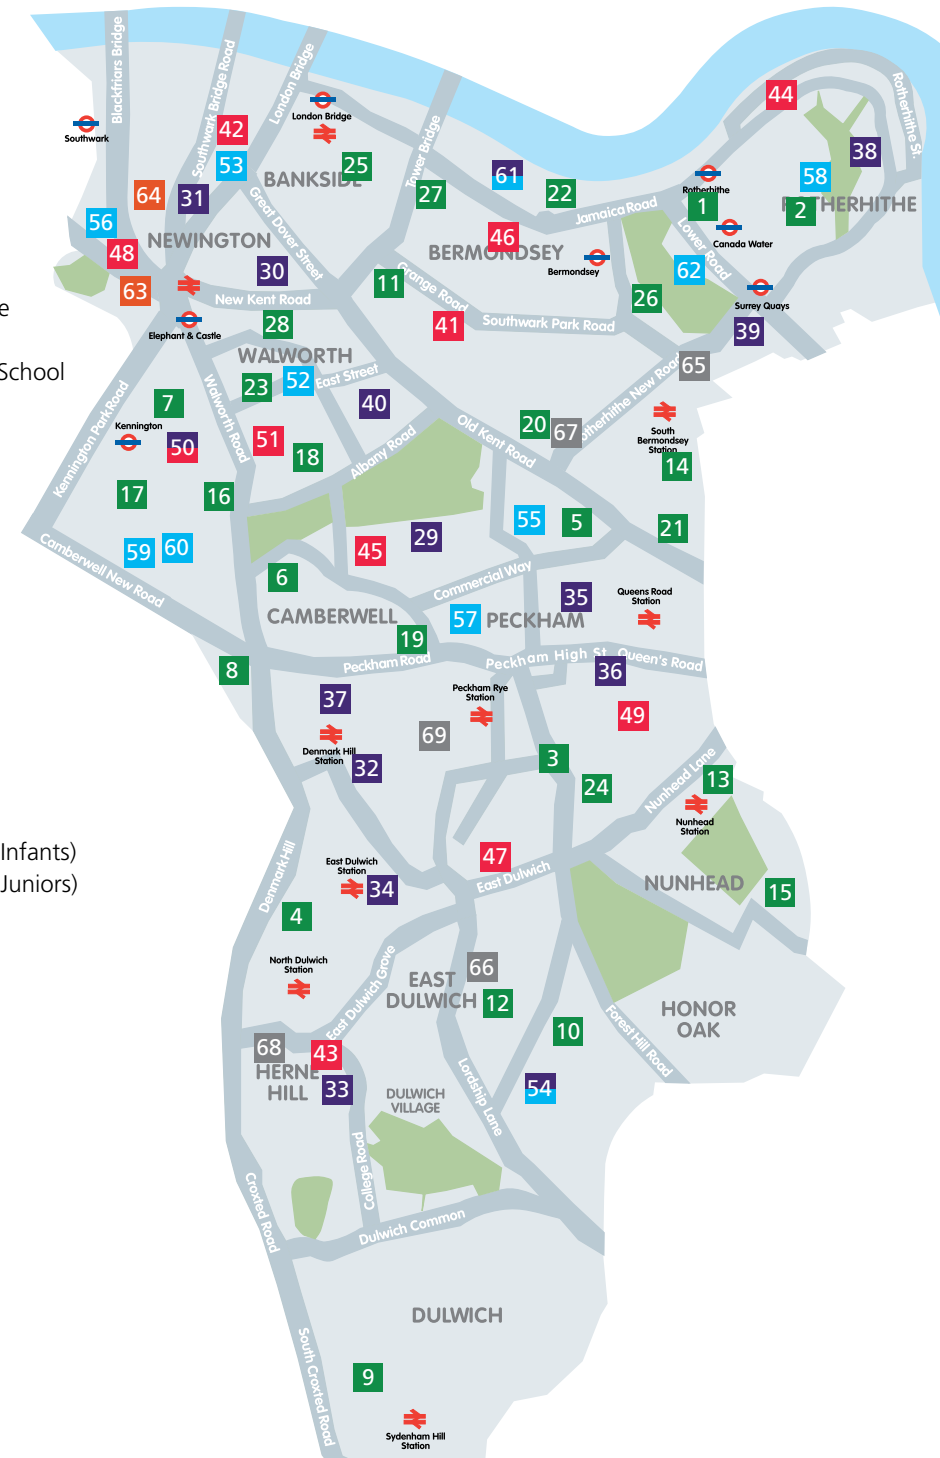 Blackfriars Bridge
Southwark Bridge Road
London Bridge
Rotherhithe St.
44
London Bridge
Southwark
42
Tower Bridge
38
53
25
BANKSIDE
61
58
Rotherhithe
64
31
27
22
1
2
ROTHERHITHE
Jamaica Road
56
Great Dover Street
Lower Road
Canada Water
NEWINGTON
46
BERMONDSEY
48
Bermondsey
30
62
63
11
Grange Road
Surrey Quays
New Kent Road
26
e
Elephant & Castle
28
41
Southwark Park Road
39
WALWORTH
School
23
52
East Street
65
Kennington Park Road
Walworth Road
7
40
Rotherhithe New Road
Kennington
50
51
Old Kent Road
20
67
South
Bermondsey
Station
18
Albany Road
14
17
16
55
5
21
29
59
60
45
Camberwell New Road
6
Commercial Way
35
Queens Road
Station
CAMBERWELL
57
PECKHAM
19
8
Peckham Road
Peckham High St.
Queen's Road
36
37
Peckham Rye
Station
49
69
Denmark Hill
Station
32
3
24
Nunhead Lane
13
Nunhead
Station
Infants)
47
East Dulwich
Station
34
East Dulwich
NUNHEAD
Juniors)
15
Denmark Hill
4
North Dulwich
Station
66
EAST
DULWICH
12
East Dulwich Grove
HONOR
OAK
10
68
43
HERNE
HILL
33
Forest Hill Road
Lordship Lane
54
DULWICH
VILLAGE
College Road
Croxted Road
Dulwich Common
DULWICH
South Croxted Road
9
Sydenham Hill
Station